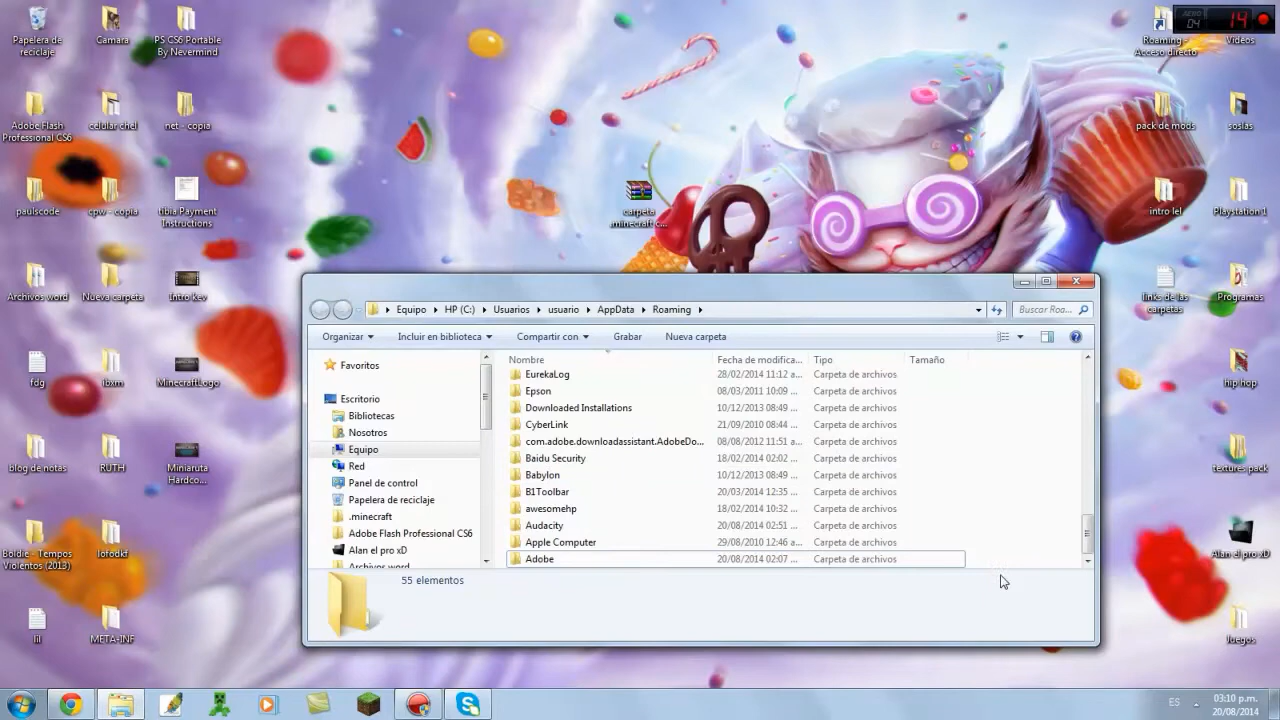 Papelera de
reciclaje
Camara
PS CS6 Portable
By Nevermind
Adobe Flash
Professional CS6
celular chel
net - copia
paulscode
cpw - copia
tibia Payment
Instructions
Archivos word
Nueva carpeta
Intro kev
fdg
ibxm
MinecraftLogo
blog de notas
RUTH
Miniaruta
Hardco...
Boldie - Tempos
Violentos (2013)
lofodkf
lil
META-INF
carpeta
.minecraft c...
AERO
04
14
Roaming -
Acceso directo
Videos
pack de mods
sosias
intro lel
Playstation 1
links de las
carpetas
Programas
hip hop
textures pack
Alan el pro xD
Juegos
Equipo
HP (C:)
Usuarios
usuario
AppData
Roaming
Buscar Roa...
Organizar
Incluir en biblioteca
Compartir con
Grabar
Nueva carpeta
Favoritos
Escritorio
Bibliotecas
Nosotros
Equipo
Red
Panel de control
Papelera de reciclaje
.minecraft
Adobe Flash Professional CS6
Alan el pro xD
Archivos word
Nombre Fecha de modifica... Tipo Tamaño
EurekaLog 28/02/2014 11:12 a... Carpeta de archivos
Epson 08/03/2011 10:09 ... Carpeta de archivos
Downloaded Installations 10/12/2013 08:49 ... Carpeta de archivos
CyberLink 21/09/2010 08:44 ... Carpeta de archivos
com.adobe.downloadassistant.AdobeDo... 08/08/2012 11:51 a... Carpeta de archivos
Baidu Security 18/02/2014 02:02 ... Carpeta de archivos
Babylon 10/12/2013 08:49 ... Carpeta de archivos
B1Toolbar 20/03/2014 12:35 ... Carpeta de archivos
awesomehp 18/02/2014 10:32 ... Carpeta de archivos
Audacity 20/08/2014 02:51 ... Carpeta de archivos
Apple Computer 29/08/2010 12:46 a... Carpeta de archivos
Adobe 20/08/2014 02:07 ... Carpeta de archivos
55 elementos
ES
03:10 p.m.
20/08/2014